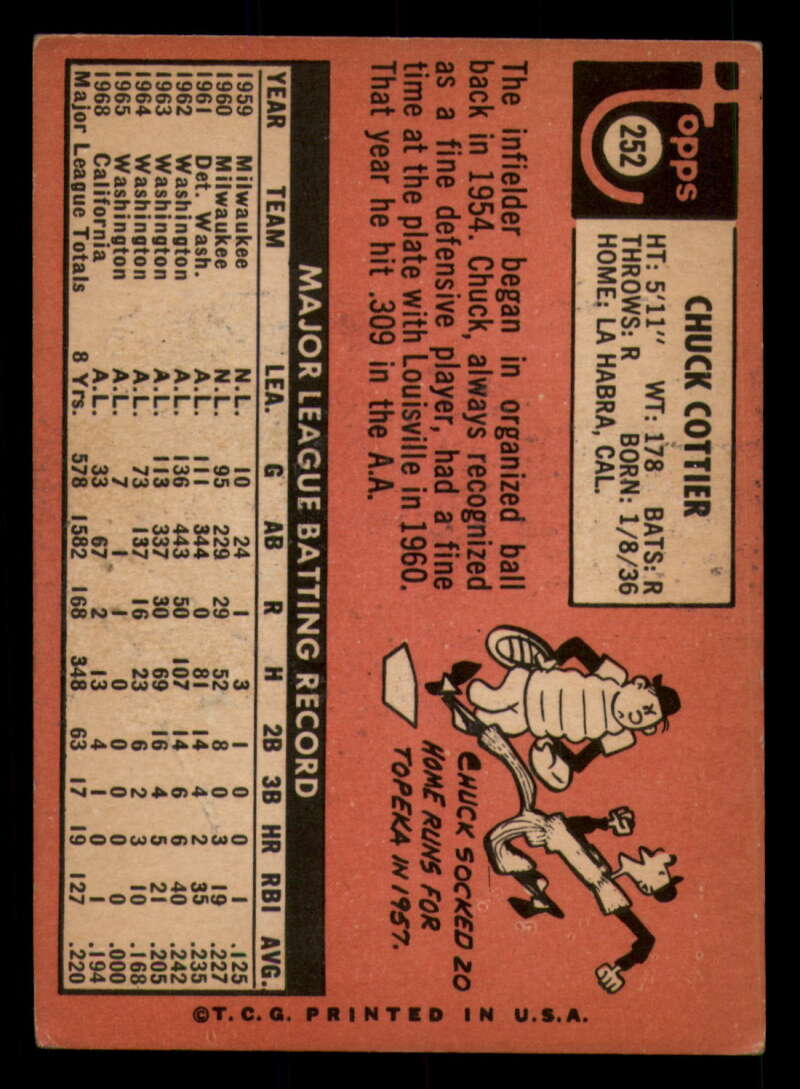 Topps
252
CHUCK COTTIER
HT: 5'11" WT: 178 BATS: R
THROWS: R BORN: 1/8/36
HOME: LA HABRA, CAL.
The infielder began in organized ball
back in 1954. Chuck, always recognized
as a fine defensive player, had a fine
time at the plate with Louisville in 1960.
That year he hit .309 in the A.A.
CHUCK SOCKED 20
HOME RUNS FOR
TOPEKA IN 1957.
MAJOR LEAGUE BATTING RECORD
YEAR TEAM LEA. G AB R H 2B 3B HR RBI AVG.
1959 Milwaukee N.L. 10 24 1 3 1 0 0 1 .125
1960 Milwaukee N.L. 95 229 29 52 8 0 3 19 .227
1961 Det. Wash. A.L. 111 344 0 81 14 4 2 35 .235
1962 Washington A.L. 136 443 50 107 14 6 6 40 .242
1963 Washington A.L. 113 337 30 69 16 4 5 21 .205
1964 Washington A.L. 73 137 16 23 6 2 3 10 .168
1965 Washington A.L. 7 1 1 0 0 0 0 0 .000
1968 California A.L. 33 67 2 13 4 1 0 1 .194
Major League Totals 8 Yrs. 578 1582 168 348 63 17 19 127 .220
©T.C.G. PRINTED IN U.S.A.